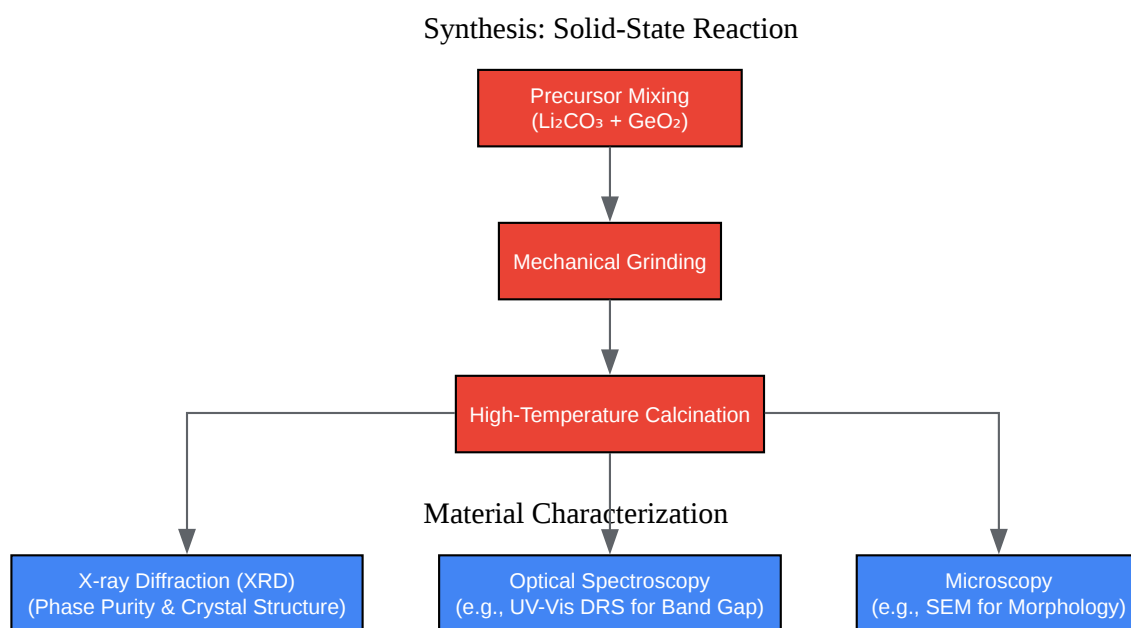 Synthesis: Solid-State Reaction
Precursor Mixing
(Li₂CO₃ + GeO₂)
Mechanical Grinding
High-Temperature Calcination
Material Characterization
X-ray Diffraction (XRD)
(Phase Purity & Crystal Structure)
Optical Spectroscopy
(e.g., UV-Vis DRS for Band Gap)
Microscopy
(e.g., SEM for Morphology)